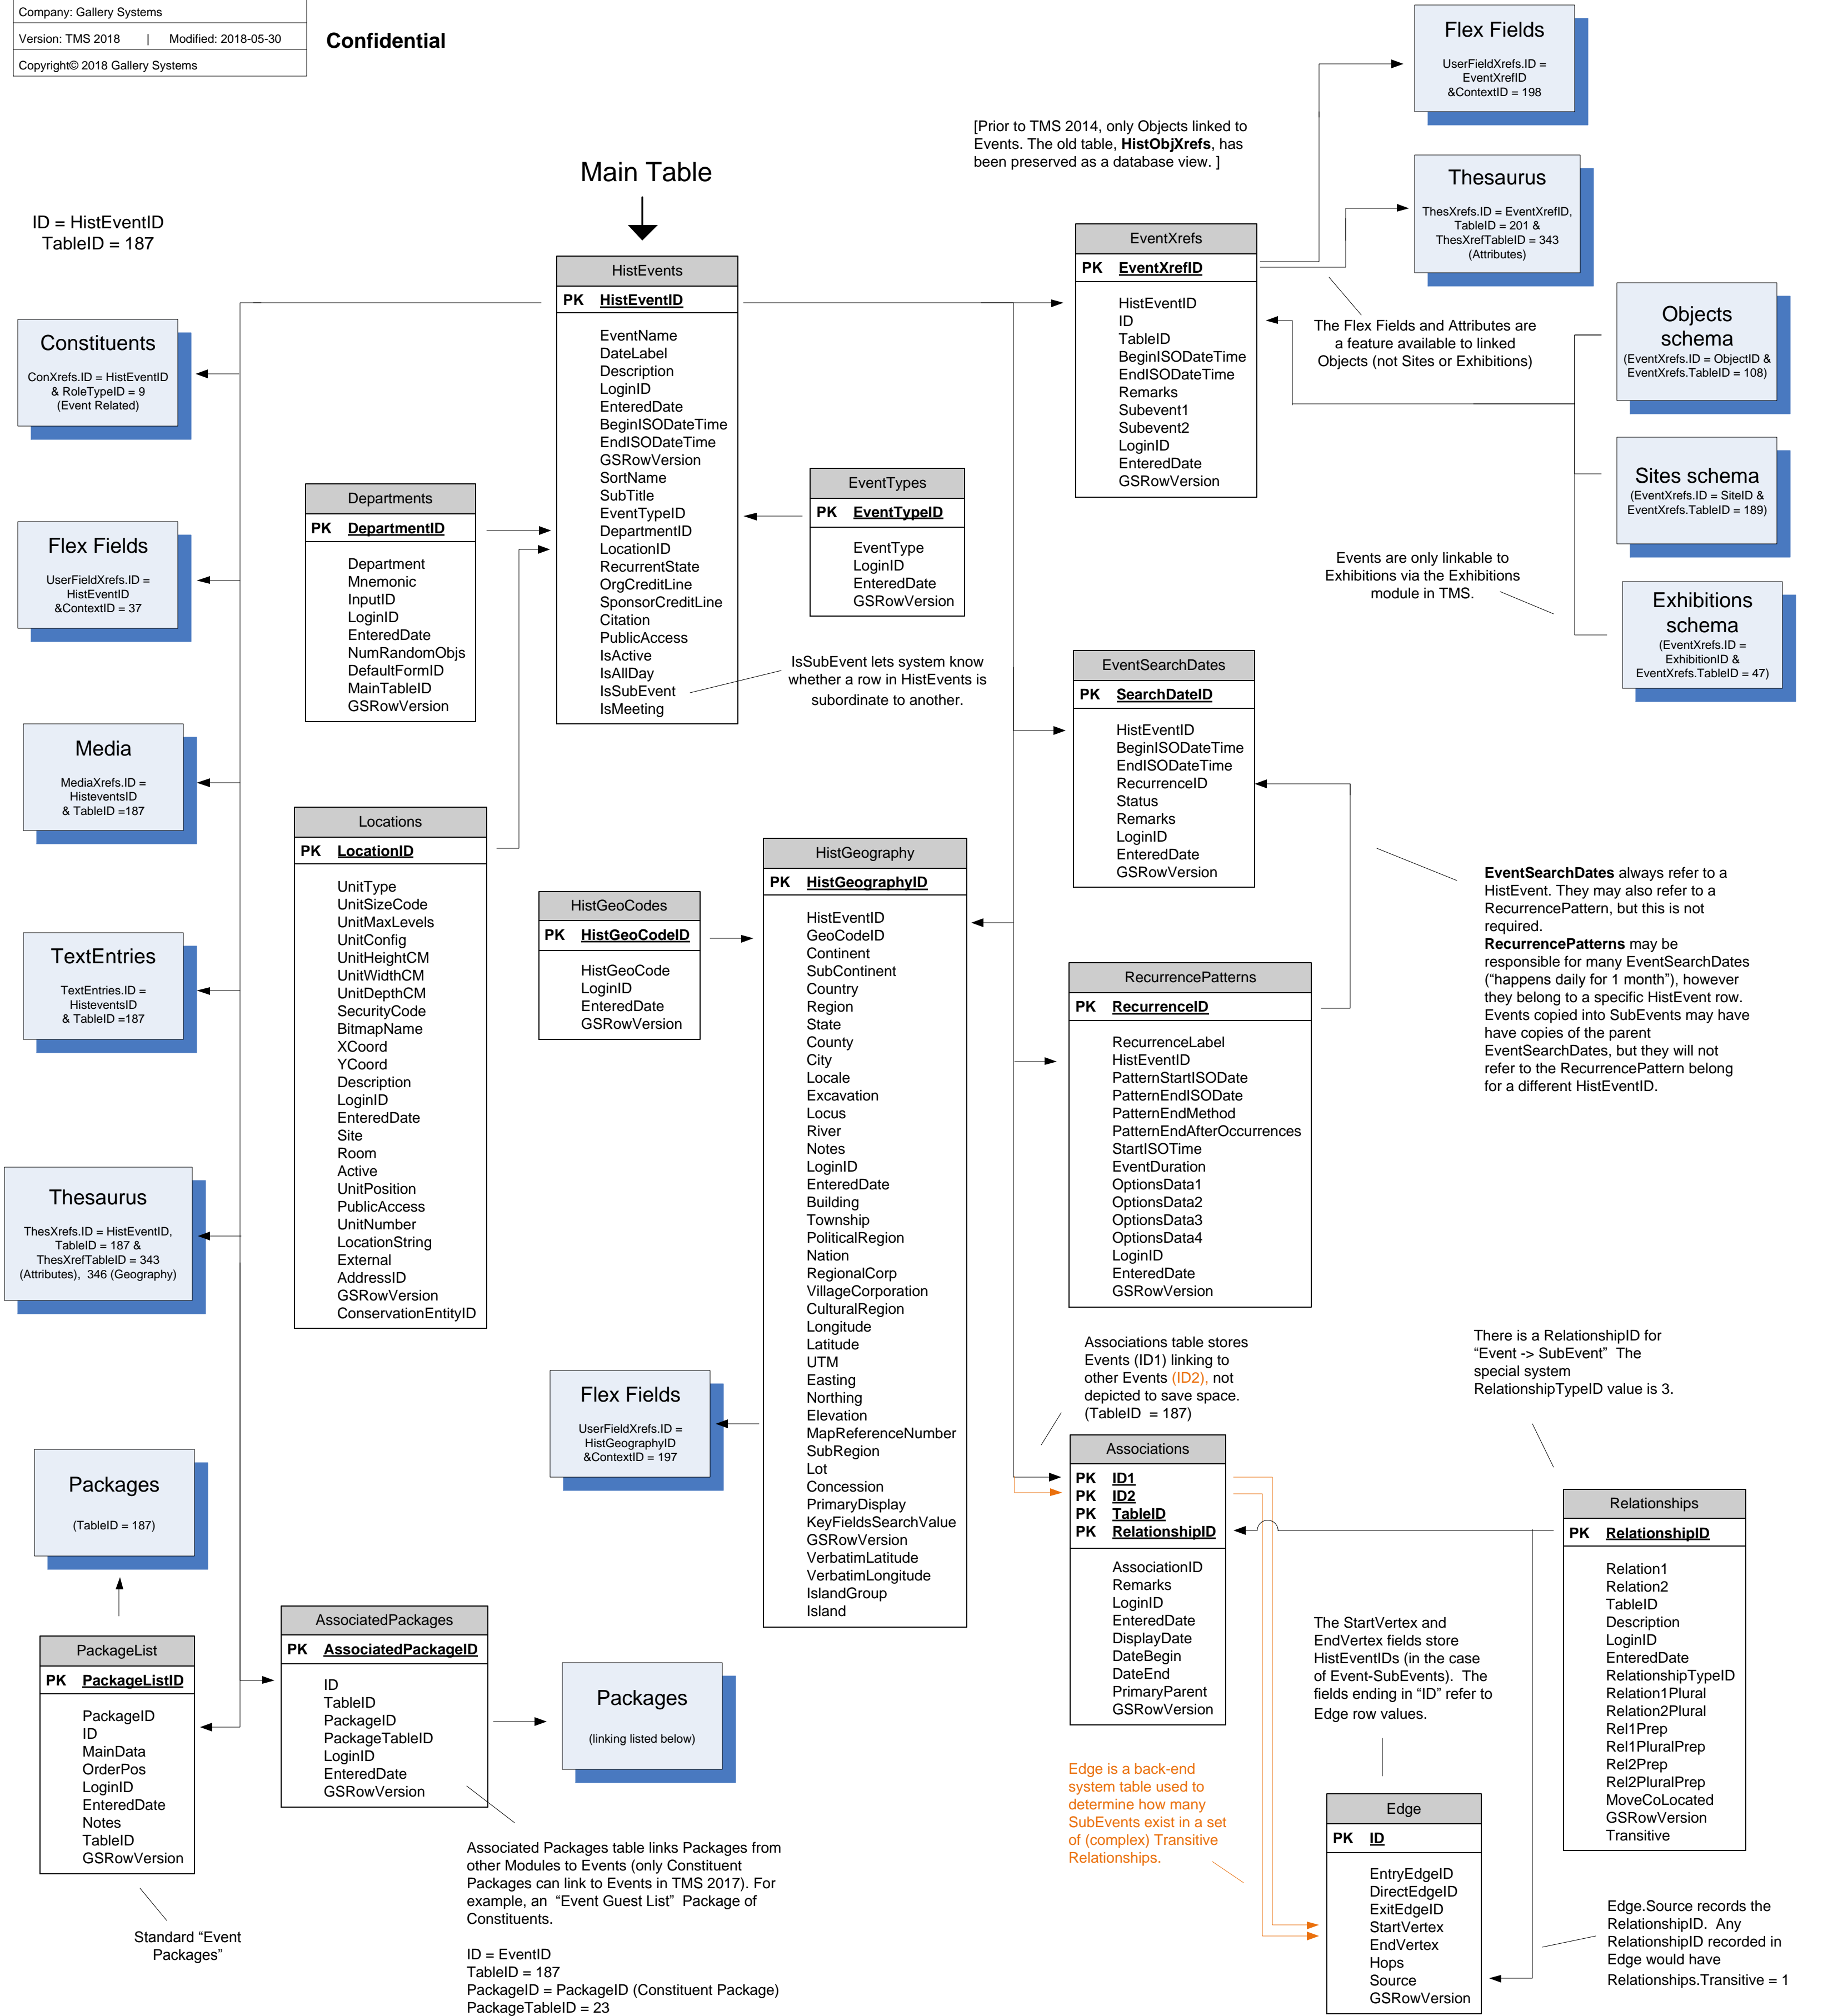 Company: Gallery Systems
Version: TMS 2018 | Modified: 2018-05-30
Copyright© 2018 Gallery Systems
Confidential
ID = HistEventID
TableID = 187
Main Table
[Prior to TMS 2014, only Objects linked to
Events. The old table, HistObjXrefs, has
been preserved as a database view. ]
Flex Fields
UserFieldXrefs.ID =
EventXrefID
&ContextID = 198
Thesaurus
ThesXrefs.ID = EventXrefID,
TableID = 201 &
ThesXrefTableID = 343
(Attributes)
Constituents
ConXrefs.ID = HistEventID
& RoleTypeID = 9
(Event Related)
Flex Fields
UserFieldXrefs.ID =
HistEventID
&ContextID = 37
Media
MediaXrefs.ID =
HisteventsID
& TableID =187
TextEntries
TextEntries.ID =
HisteventsID
& TableID =187
Thesaurus
ThesXrefs.ID = HistEventID,
TableID = 187 &
ThesXrefTableID = 343
(Attributes), 346 (Geography)
Packages
(TableID = 187)
PackageList
PK PackageListID
PackageID
ID
MainData
OrderPos
LoginID
EnteredDate
Notes
TableID
GSRowVersion
Standard “Event
Packages”
Departments
PK DepartmentID
Department
Mnemonic
InputID
LoginID
EnteredDate
NumRandomObjs
DefaultFormID
MainTableID
GSRowVersion
Locations
PK LocationID
UnitType
UnitSizeCode
UnitMaxLevels
UnitConfig
UnitHeightCM
UnitWidthCM
UnitDepthCM
SecurityCode
BitmapName
XCoord
YCoord
Description
LoginID
EnteredDate
Site
Room
Active
UnitPosition
PublicAccess
UnitNumber
LocationString
External
AddressID
GSRowVersion
ConservationEntityID
AssociatedPackages
PK AssociatedPackageID
ID
TableID
PackageID
PackageTableID
LoginID
EnteredDate
GSRowVersion
Packages
(linking listed below)
Associated Packages table links Packages from
other Modules to Events (only Constituent
Packages can link to Events in TMS 2017). For
example, an “Event Guest List” Package of
Constituents.
ID = EventID
TableID = 187
PackageID = PackageID (Constituent Package)
PackageTableID = 23
HistEvents
PK HistEventID
EventName
DateLabel
Description
LoginID
EnteredDate
BeginISODateTime
EndISODateTime
GSRowVersion
SortName
SubTitle
EventTypeID
DepartmentID
LocationID
RecurrentState
OrgCreditLine
SponsorCreditLine
Citation
PublicAccess
IsActive
IsAllDay
IsSubEvent
IsMeeting
EventTypes
PK EventTypeID
EventType
LoginID
EnteredDate
GSRowVersion
IsSubEvent lets system know
whether a row in HistEvents is
subordinate to another.
HistGeoCodes
PK HistGeoCodeID
HistGeoCode
LoginID
EnteredDate
GSRowVersion
Flex Fields
UserFieldXrefs.ID =
HistGeographyID
&ContextID = 197
HistGeography
PK HistGeographyID
HistEventID
GeoCodeID
Continent
SubContinent
Country
Region
State
County
City
Locale
Excavation
Locus
River
Notes
LoginID
EnteredDate
Building
Township
PoliticalRegion
Nation
RegionalCorp
VillageCorporation
CulturalRegion
Longitude
Latitude
UTM
Easting
Northing
Elevation
MapReferenceNumber
SubRegion
Lot
Concession
PrimaryDisplay
KeyFieldsSearchValue
GSRowVersion
VerbatimLatitude
VerbatimLongitude
IslandGroup
Island
EventXrefs
PK EventXrefID
HistEventID
ID
TableID
BeginISODateTime
EndISODateTime
Remarks
Subevent1
Subevent2
LoginID
EnteredDate
GSRowVersion
The Flex Fields and Attributes are
a feature available to linked
Objects (not Sites or Exhibitions)
Objects
schema
(EventXrefs.ID = ObjectID &
EventXrefs.TableID = 108)
Sites schema
(EventXrefs.ID = SiteID &
EventXrefs.TableID = 189)
Events are only linkable to
Exhibitions via the Exhibitions
module in TMS.
Exhibitions
schema
(EventXrefs.ID =
ExhibitionID &
EventXrefs.TableID = 47)
EventSearchDates
PK SearchDateID
HistEventID
BeginISODateTime
EndISODateTime
RecurrenceID
Status
Remarks
LoginID
EnteredDate
GSRowVersion
EventSearchDates always refer to a
HistEvent. They may also refer to a
RecurrencePattern, but this is not
required.
RecurrencePatterns may be
responsible for many EventSearchDates
(“happens daily for 1 month”), however
they belong to a specific HistEvent row.
Events copied into SubEvents may have
have copies of the parent
EventSearchDates, but they will not
refer to the RecurrencePattern belong
for a different HistEventID.
RecurrencePatterns
PK RecurrenceID
RecurrenceLabel
HistEventID
PatternStartISODate
PatternEndISODate
PatternEndMethod
PatternEndAfterOccurrences
StartISOTime
EventDuration
OptionsData1
OptionsData2
OptionsData3
OptionsData4
LoginID
EnteredDate
GSRowVersion
Associations table stores
Events (ID1) linking to
other Events (ID2), not
depicted to save space.
(TableID = 187)
There is a RelationshipID for
“Event -> SubEvent” The
special system
RelationshipTypeID value is 3.
Associations
PK ID1
PK ID2
PK TableID
PK RelationshipID
AssociationID
Remarks
LoginID
EnteredDate
DisplayDate
DateBegin
DateEnd
PrimaryParent
GSRowVersion
Relationships
PK RelationshipID
Relation1
Relation2
TableID
Description
LoginID
EnteredDate
RelationshipTypeID
Relation1Plural
Relation2Plural
Rel1Prep
Rel1PluralPrep
Rel2Prep
Rel2PluralPrep
MoveCoLocated
GSRowVersion
Transitive
The StartVertex and
EndVertex fields store
HistEventIDs (in the case
of Event-SubEvents). The
fields ending in “ID” refer to
Edge row values.
Edge is a back-end
system table used to
determine how many
SubEvents exist in a set
of (complex) Transitive
Relationships.
Edge
PK ID
EntryEdgeID
DirectEdgeID
ExitEdgeID
StartVertex
EndVertex
Hops
Source
GSRowVersion
Edge.Source records the
RelationshipID. Any
RelationshipID recorded in
Edge would have
Relationships.Transitive = 1